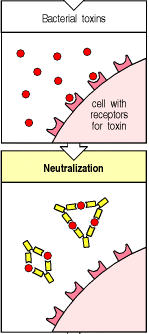 Bacterial toxins
cell with
receptors
for toxin
Neutralization